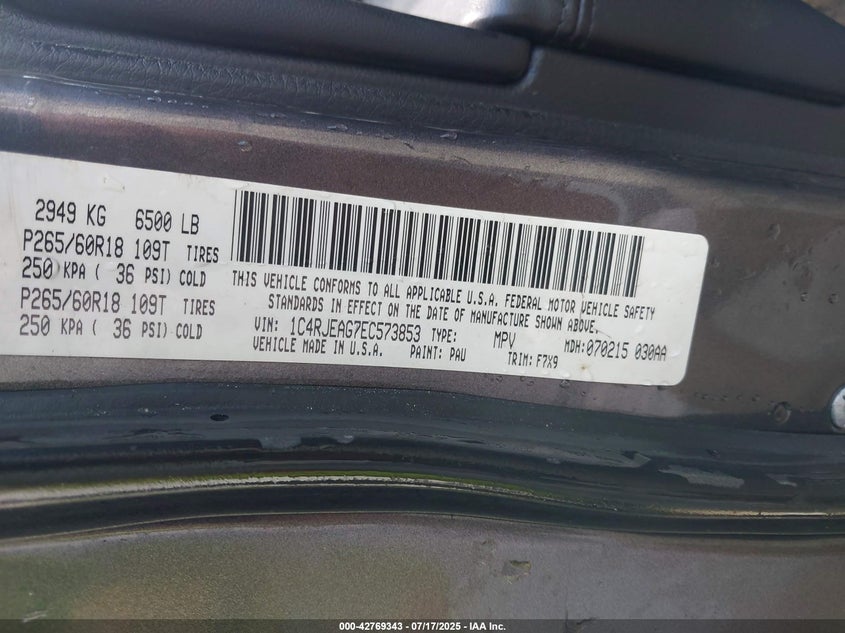 2949 KG 6500 LB
P265/60R18 109T TIRES
250 KPA ( 36 PSI) COLD
P265/60R18 109T TIRES
250 KPA ( 36 PSI) COLD
THIS VEHICLE CONFORMS TO ALL APPLICABLE U.S.A. FEDERAL MOTOR VEHICLE SAFETY
STANDARDS IN EFFECT ON THE DATE OF MANUFACTURE SHOWN ABOVE.
VIN: 1C4RJEAG7EC573853 TYPE: MPV MDH:070215 030AA
VEHICLE MADE IN U.S.A. PAINT: PAU TRIM: F7X9
000-42769343 / 07/17/2025 - IAA Inc.